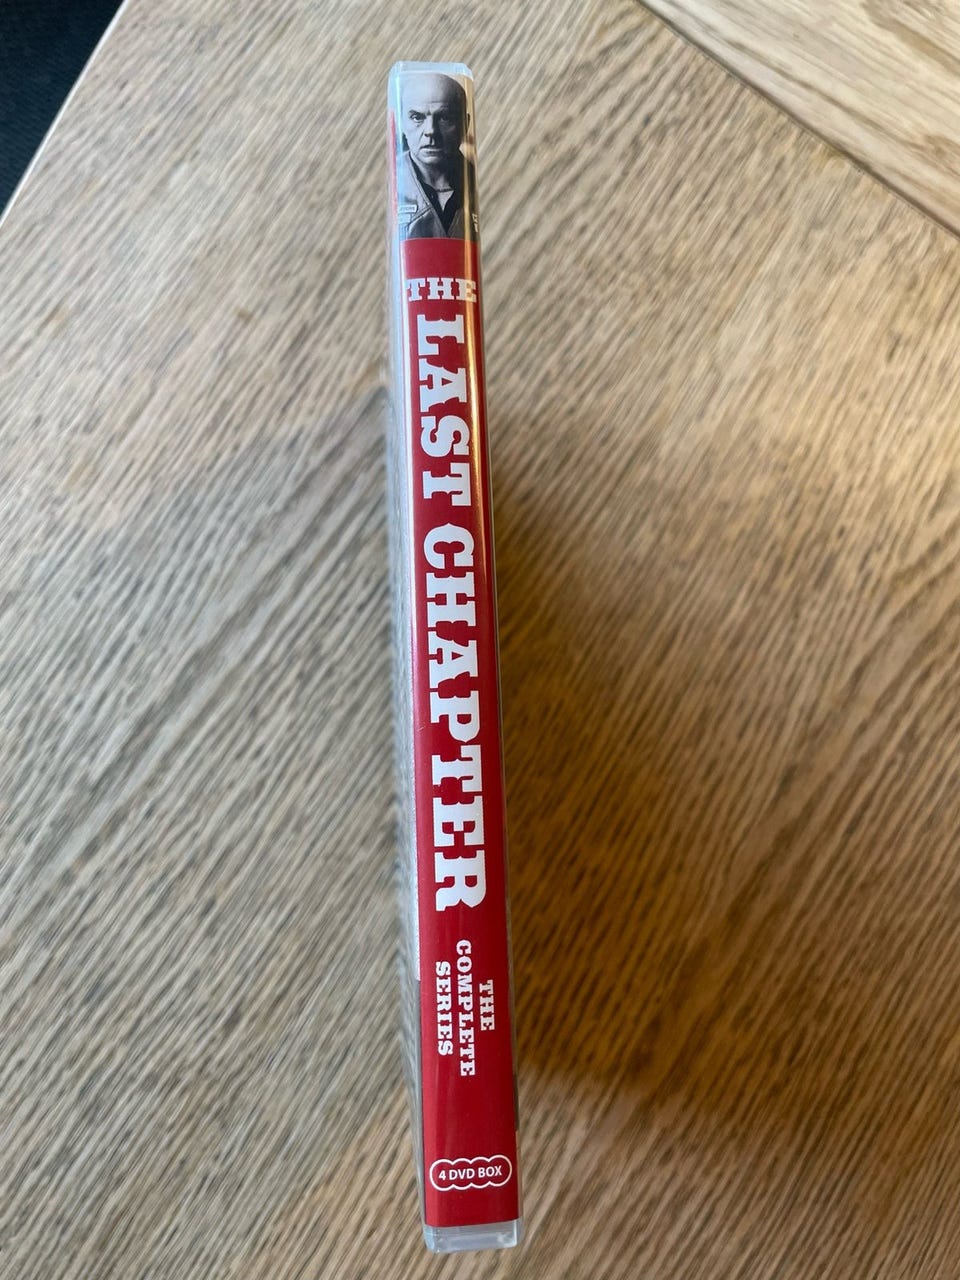 THE
LAST CHAPTER
THE
COMPLETE
SERIES
4 DVD BOX